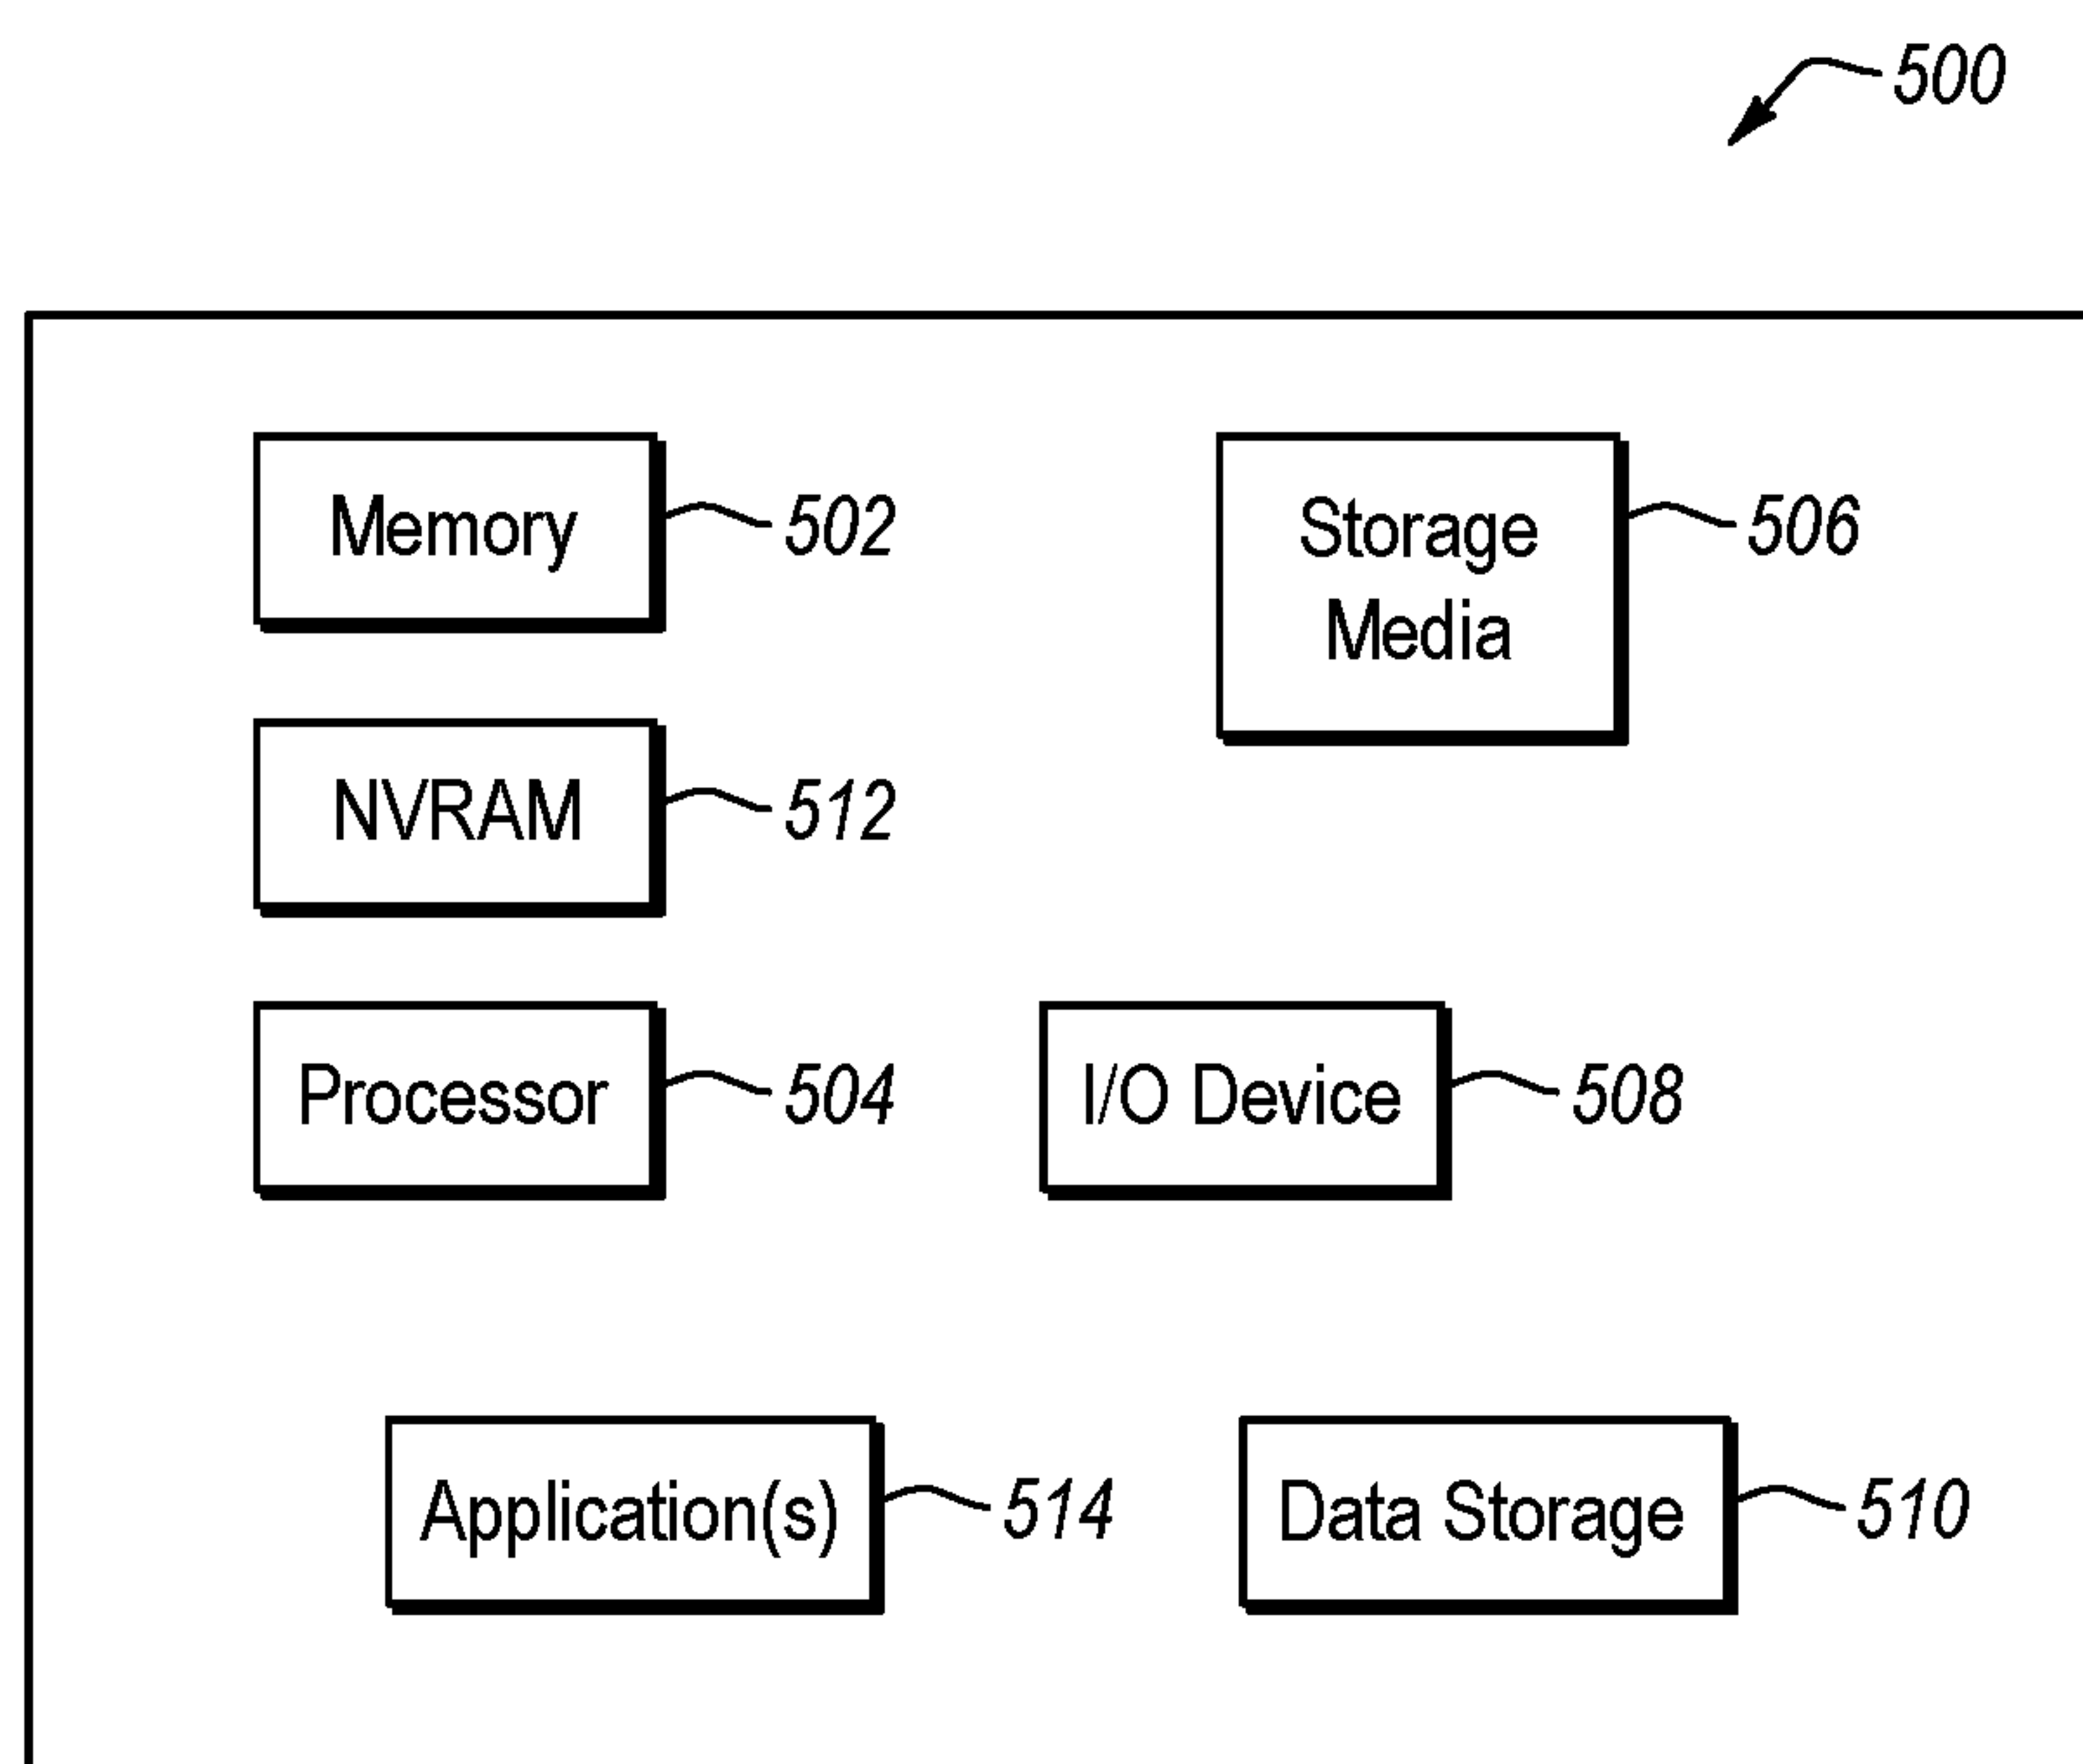 500
Memory 502
Storage
Media
506
NVRAM 512
Processor 504
I/O Device 508
Application(s) 514
Data Storage 510